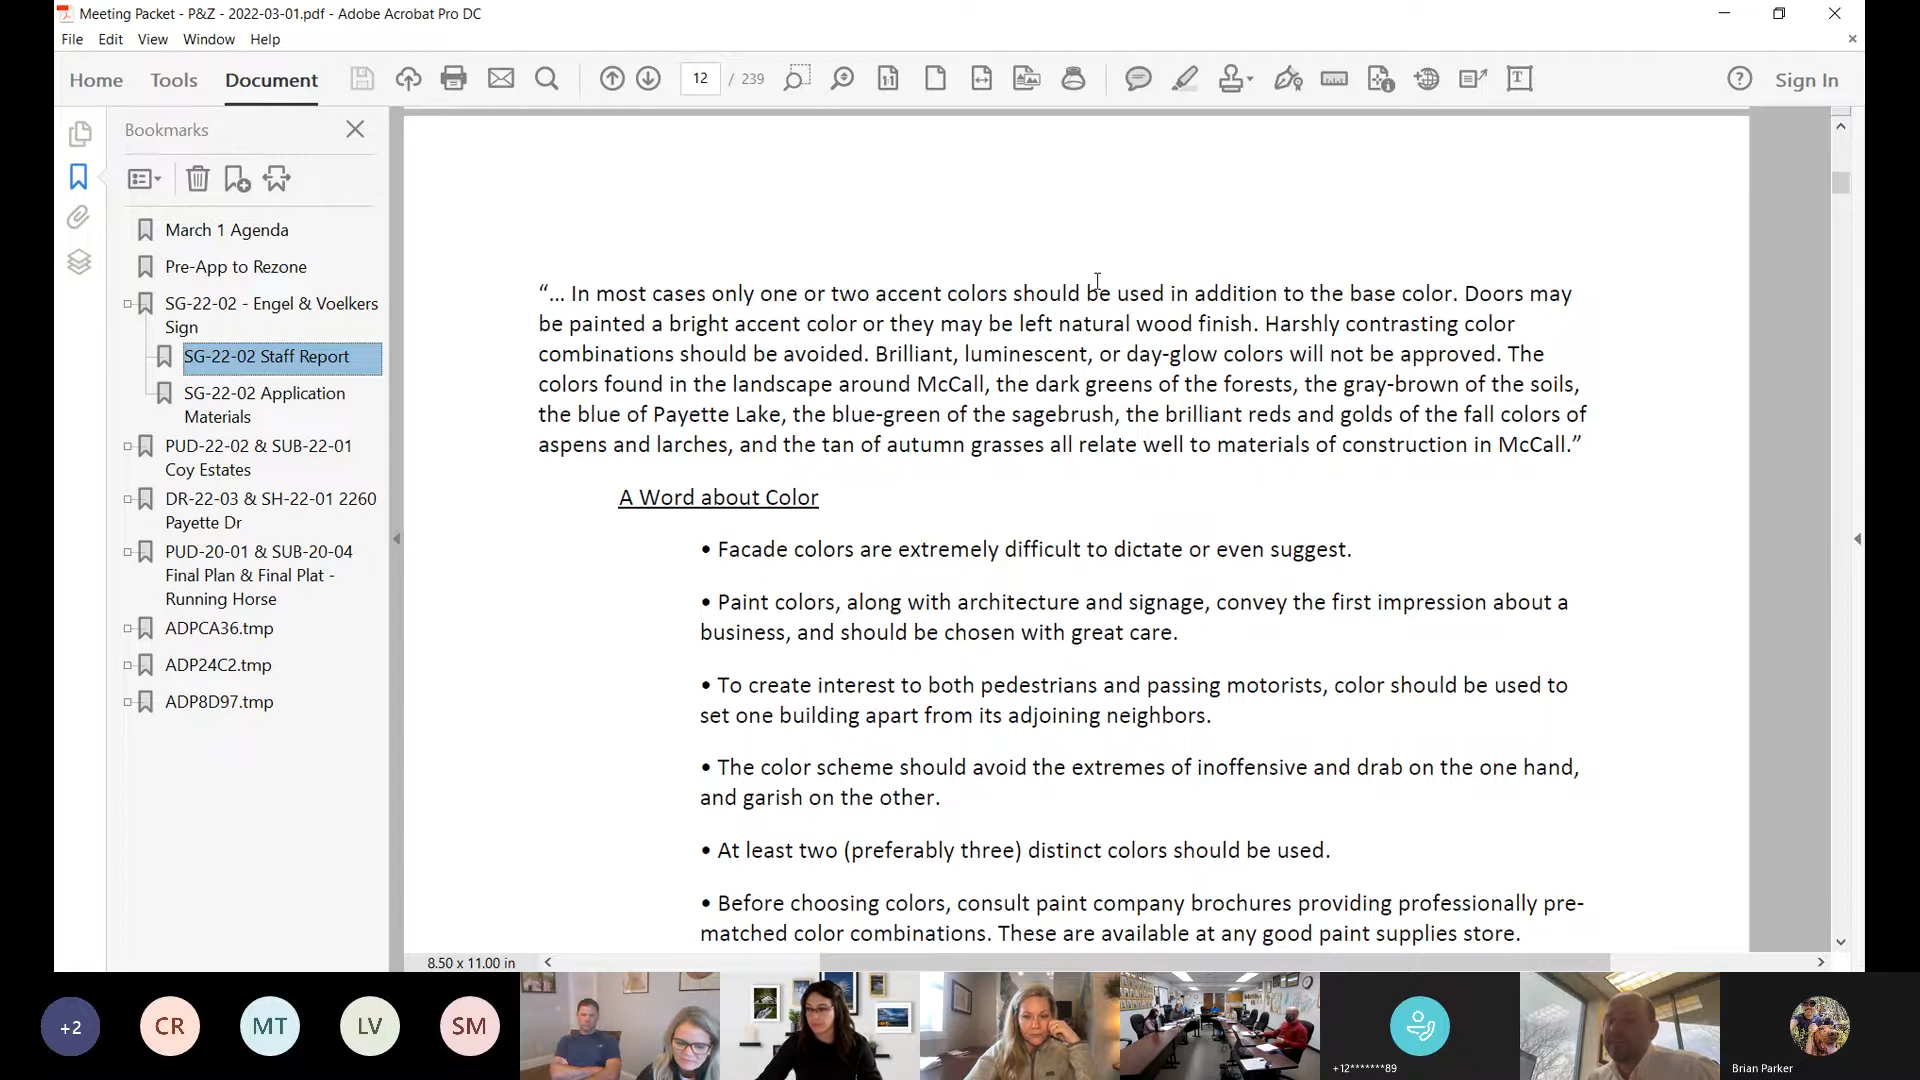 Meeting Packet - P&Z - 2022-03-01.pdf - Adobe Acrobat Pro DC
File Edit View Window Help
Home Tools Document 12 / 239 Sign In
Bookmarks
March 1 Agenda
Pre-App to Rezone
SG-22-02 - Engel & Voelkers
Sign
SG-22-02 Staff Report
SG-22-02 Application
Materials
PUD-22-02 & SUB-22-01
Coy Estates
DR-22-03 & SH-22-01 2260
Payette Dr
PUD-20-01 & SUB-20-04
Final Plan & Final Plat -
Running Horse
ADPCA36.tmp
ADP24C2.tmp
ADP8D97.tmp
“… In most cases only one or two accent colors should be used in addition to the base color. Doors may
be painted a bright accent color or they may be left natural wood finish. Harshly contrasting color
combinations should be avoided. Brilliant, luminescent, or day-glow colors will not be approved. The
colors found in the landscape around McCall, the dark greens of the forests, the gray-brown of the soils,
the blue of Payette Lake, the blue-green of the sagebrush, the brilliant reds and golds of the fall colors of
aspens and larches, and the tan of autumn grasses all relate well to materials of construction in McCall.”
A Word about Color
• Facade colors are extremely difficult to dictate or even suggest.
• Paint colors, along with architecture and signage, convey the first impression about a
business, and should be chosen with great care.
• To create interest to both pedestrians and passing motorists, color should be used to
set one building apart from its adjoining neighbors.
• The color scheme should avoid the extremes of inoffensive and drab on the one hand,
and garish on the other.
• At least two (preferably three) distinct colors should be used.
• Before choosing colors, consult paint company brochures providing professionally pre-
matched color combinations. These are available at any good paint supplies store.
8.50 x 11.00 in
+2 CR MT LV SM
+12*******89
Brian Parker